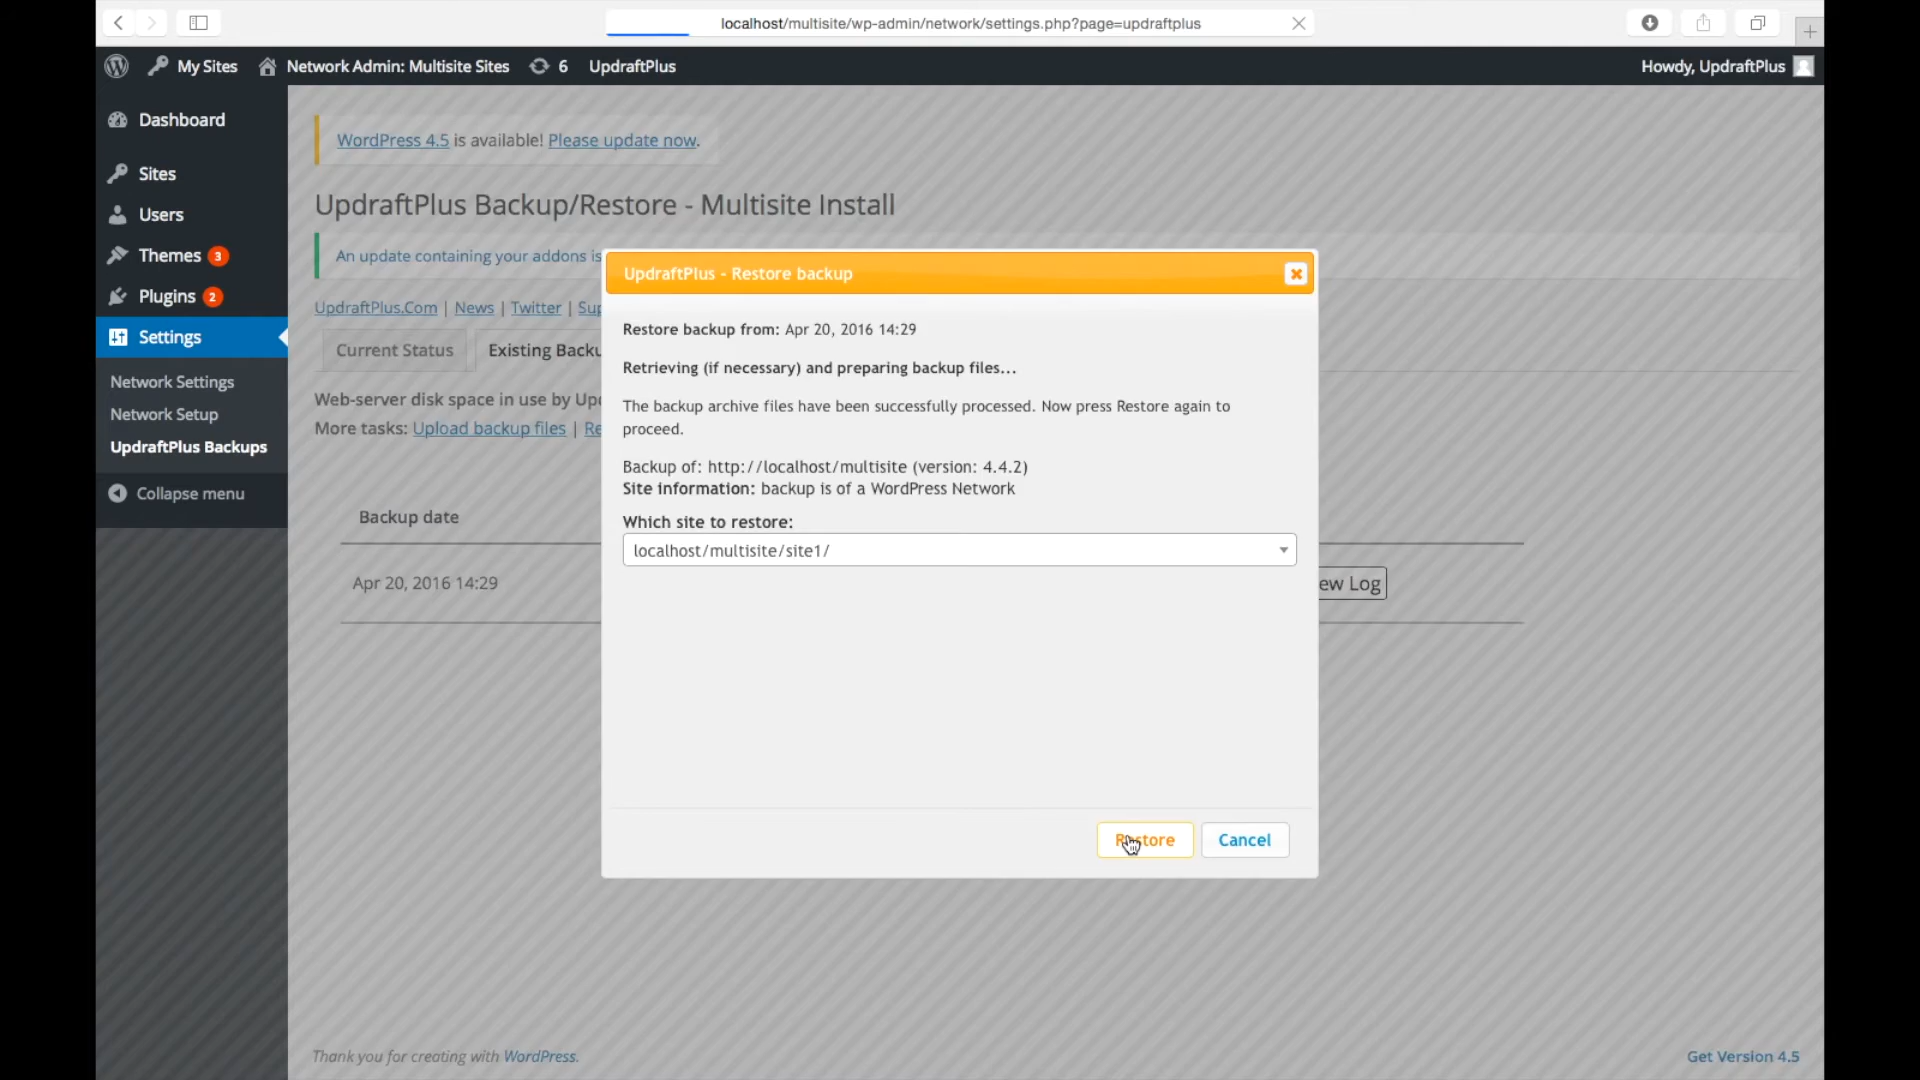 localhost/multisite/wp-admin/network/settings.php?page=updraftplus
My Sites Network Admin: Multisite Sites 6 UpdraftPlus Howdy, UpdraftPlus
Dashboard
Sites
Users
Themes 3
Plugins 2
Settings
Network Settings
Network Setup
UpdraftPlus Backups
Collapse menu
WordPress 4.5 is available! Please update now.
UpdraftPlus Backup/Restore - Multisite Install
An update containing your addons is
UpdraftPlus.Com | News | Twitter | Sup
Current Status Existing Backu
Web-server disk space in use by Upd
More tasks: Upload backup files | Re
Backup date
Apr 20, 2016 14:29
ew Log
UpdraftPlus - Restore backup
Restore backup from: Apr 20, 2016 14:29
Retrieving (if necessary) and preparing backup files...
The backup archive files have been successfully processed. Now press Restore again to
proceed.
Backup of: http://localhost/multisite (version: 4.4.2)
Site information: backup is of a WordPress Network
Which site to restore:
localhost/multisite/site1/
Restore Cancel
Thank you for creating with WordPress. Get Version 4.5